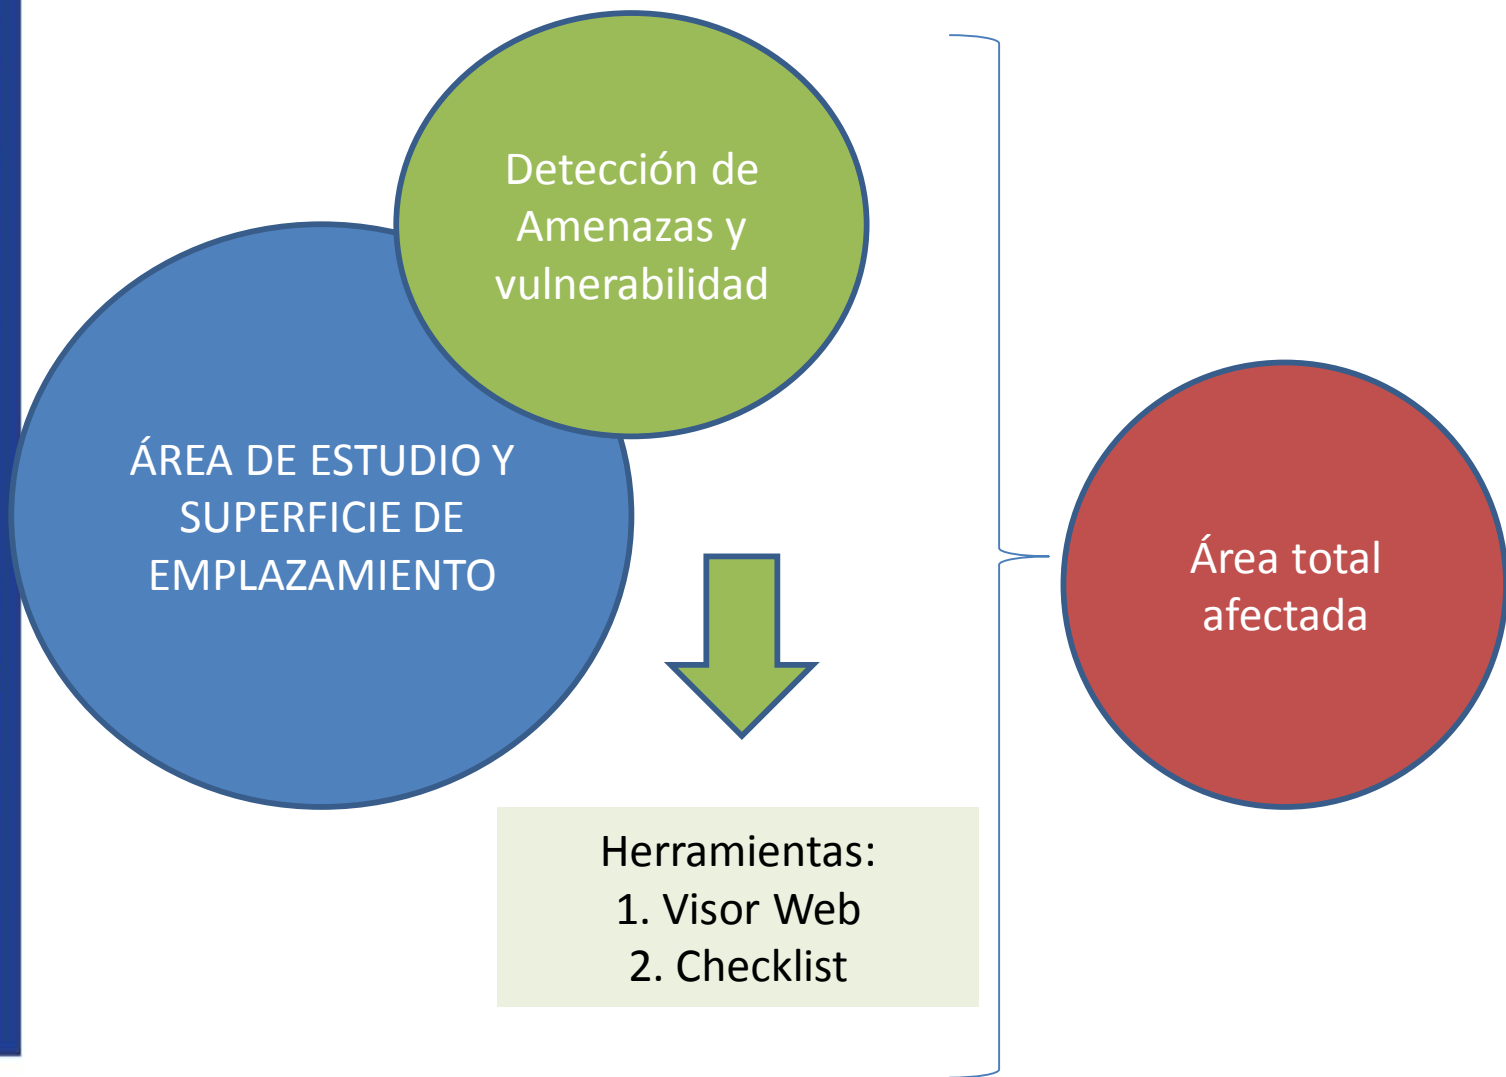 Detección de
Amenazas y
vulnerabilidad
ÁREA DE ESTUDIO Y
SUPERFICIE DE
EMPLAZAMIENTO
Área total
afectada
Herramientas:
1. Visor Web
2. Checklist